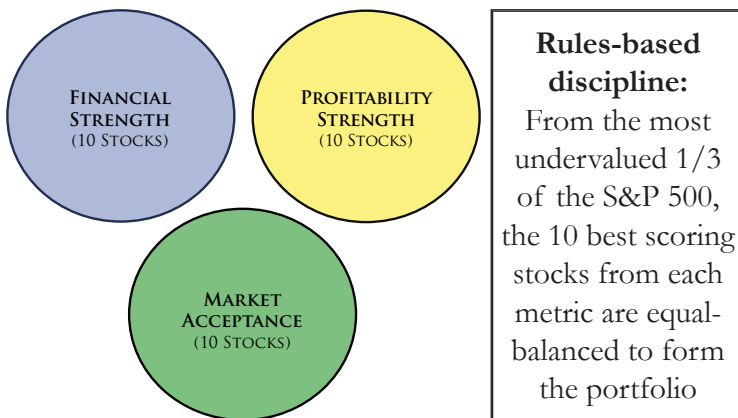 FINANCIAL
STRENGTH
(10 STOCKS)
PROFITABILITY
STRENGTH
(10 STOCKS)
MARKET
ACCEPTANCE
(10 STOCKS)
Rules-based
discipline:
From the most
undervalued 1/3
of the S&P 500,
the 10 best scoring
stocks from each
metric are equal-
balanced to form
the portfolio